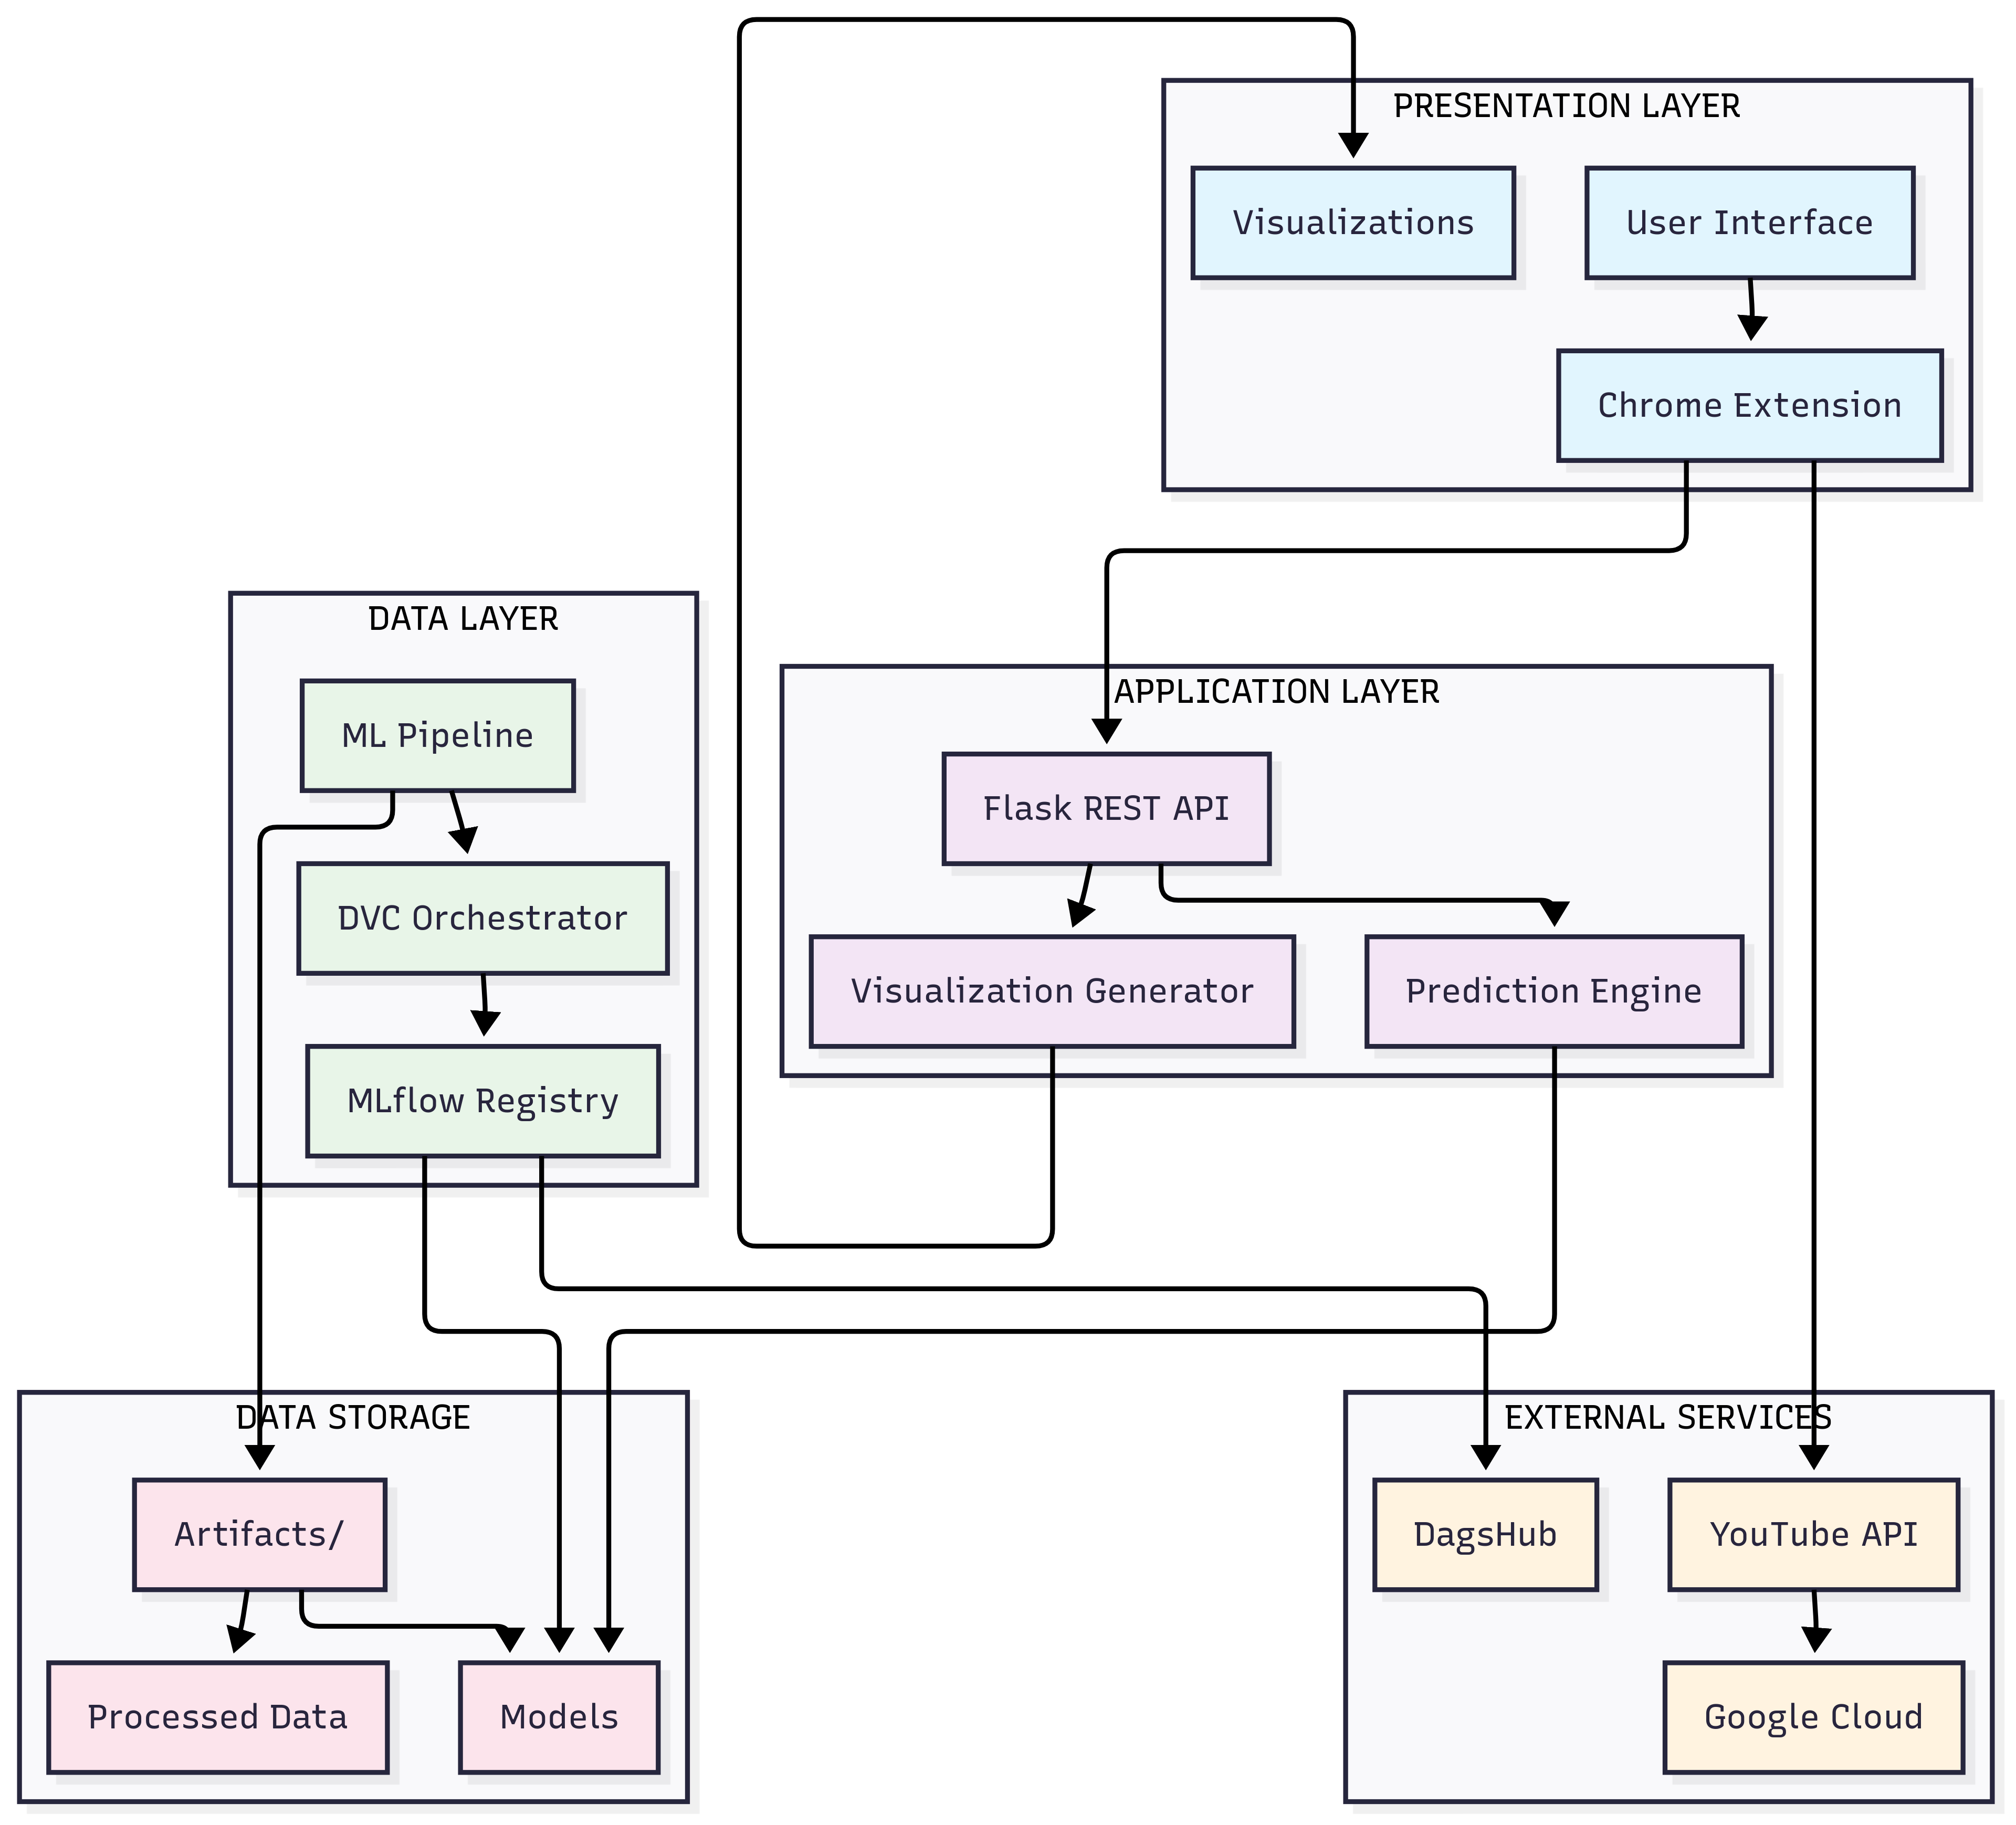 PRESENTATION LAYER
Visualizations
User Interface
Chrome Extension
DATA LAYER
ML Pipeline
DVC Orchestrator
MLflow Registry
APPLICATION LAYER
Flask REST API
Visualization Generator
Prediction Engine
DATA STORAGE
Artifacts/
Processed Data
Models
EXTERNAL SERVICES
DagsHub
YouTube API
Google Cloud